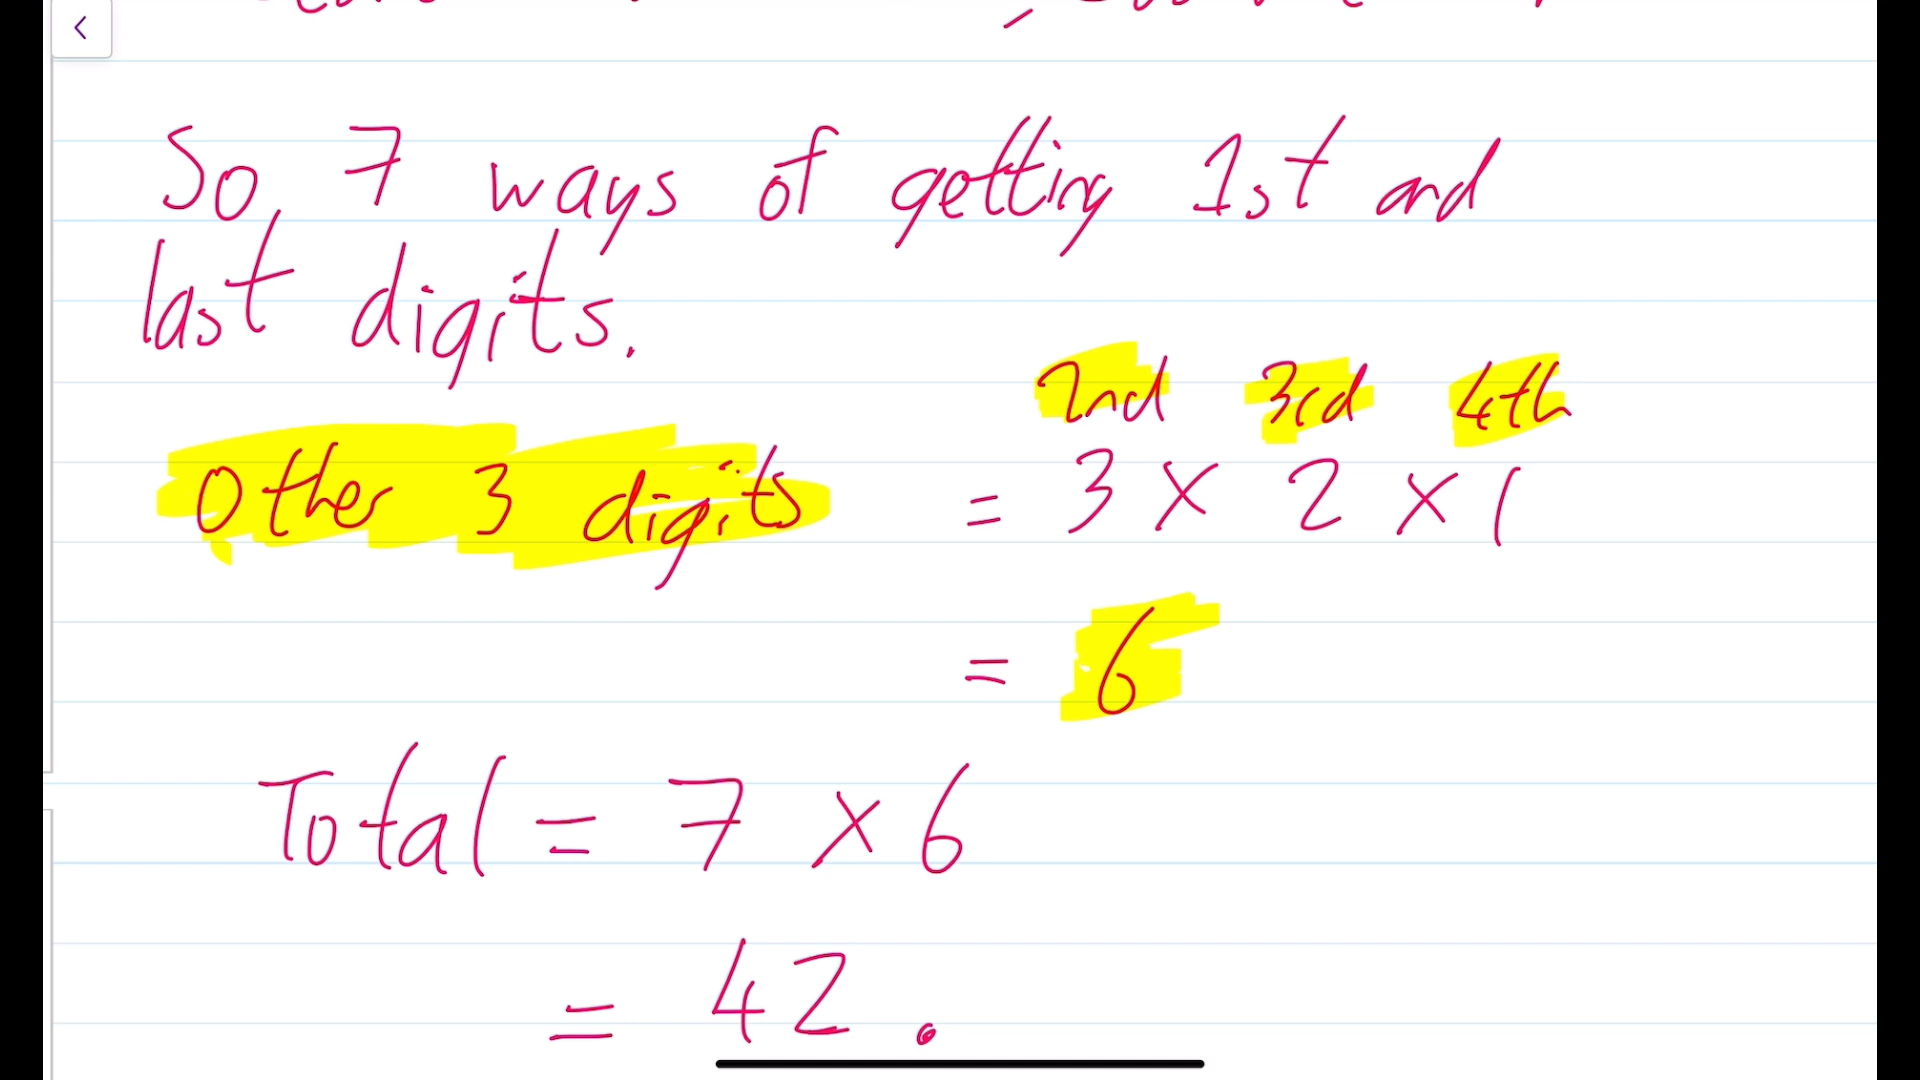 So, 7 ways of getting 1st and
last digits.
2nd 3rd 4th
Other 3 digits = 3 × 2 × 1
= 6
Total = 7 × 6
= 42.